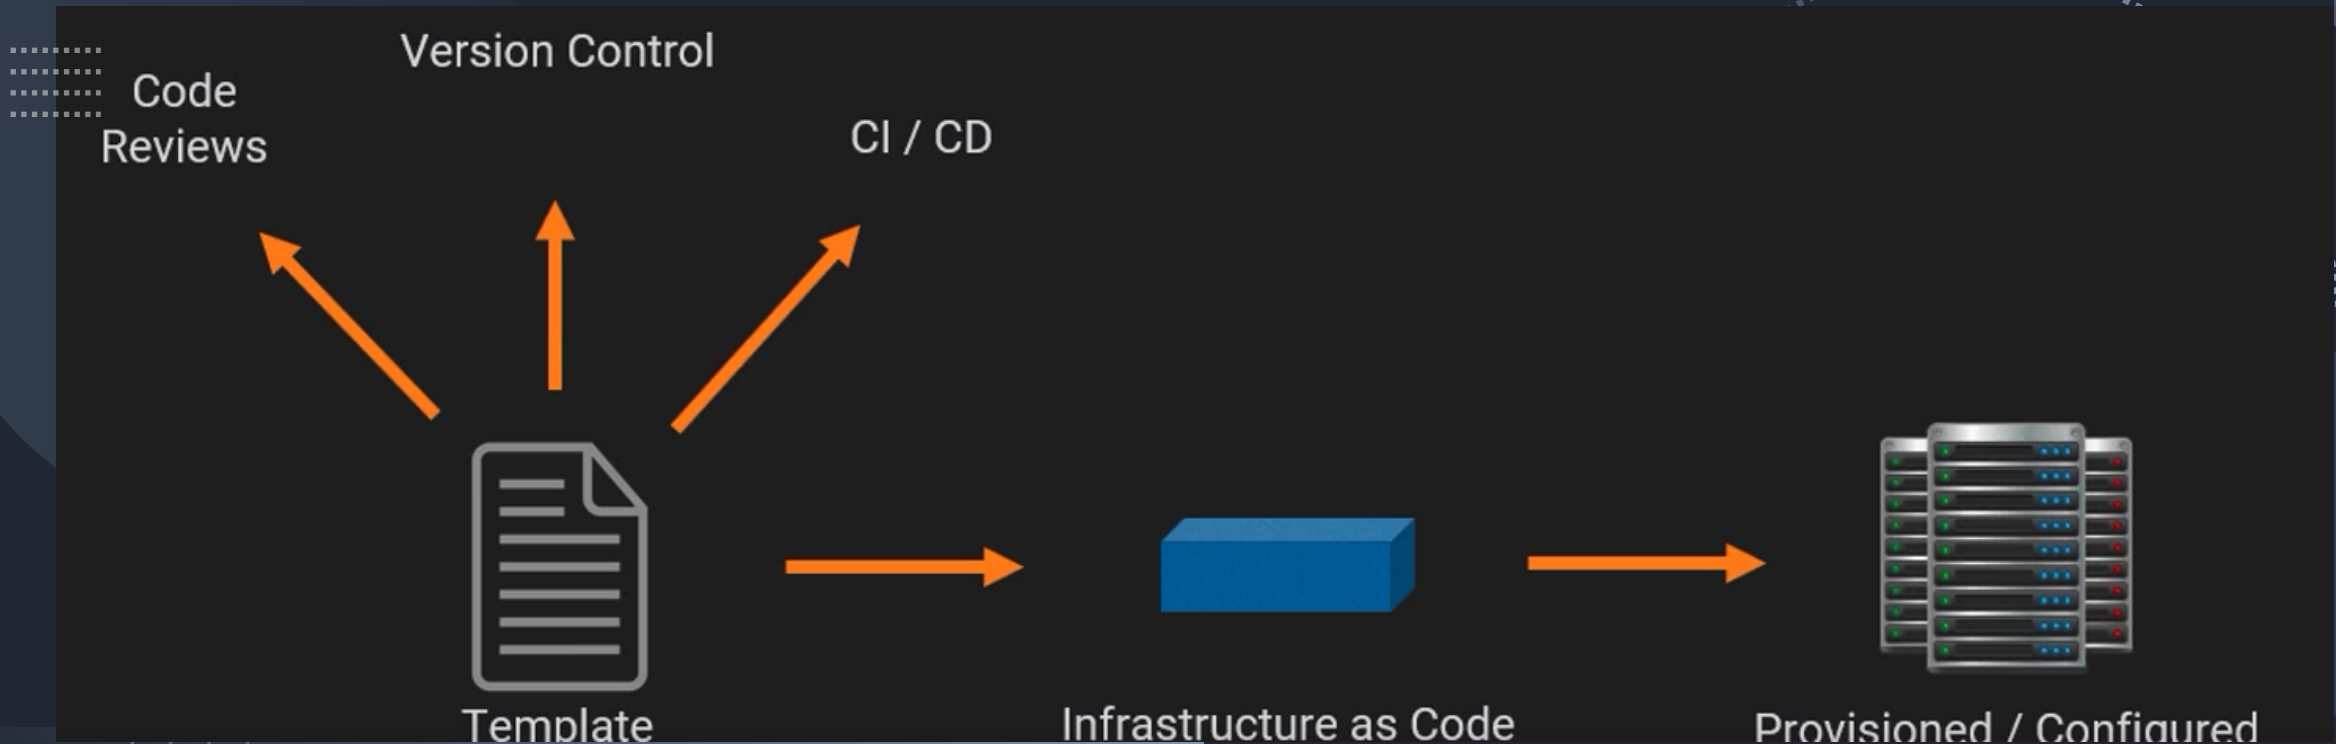 Version Control
Code
Reviews
CI / CD
Template
Infrastructure as Code
Provisioned / Configured